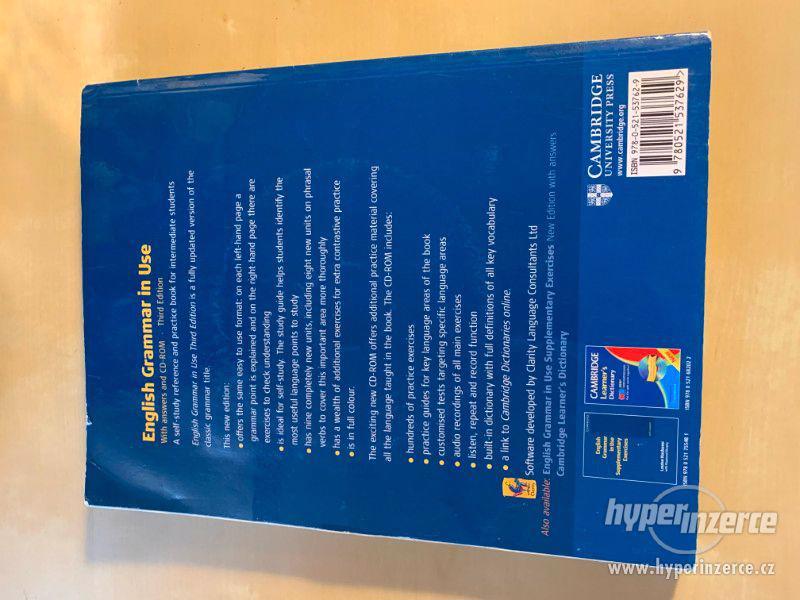 English Grammar in Use
With answers and CD-ROM · Third Edition
A self-study reference and practice book for intermediate students
English Grammar in Use Third Edition is a fully updated version of the
classic grammar title.
This new edition:
• offers the same easy to use format: on each left-hand page a
grammar point is explained and on the right hand page there are
exercises to check understanding
• is ideal for self-study. The study guide helps students identify the
most useful language points to study
• has nine completely new units, including eight new units on phrasal
verbs to cover this important area more thoroughly
• has a wealth of additional exercises for extra contrastive practice
• is in full colour.
The exciting new CD-ROM offers additional practice material covering
all the language taught in the book. The CD-ROM includes:
• hundreds of practice exercises
• practice guides for key language areas of the book
• customised tests targeting specific language areas
• audio recordings of all main exercises
• listen, repeat and record function
• built-in dictionary with full definitions of all key vocabulary
• a link to Cambridge Dictionaries online.
Software developed by Clarity Language Consultants Ltd
Also available: English Grammar in Use Supplementary Exercises New Edition with answers
Cambridge Learner's Dictionary
English
Grammar
in Use
Supplementary
Exercises
CAMBRIDGE
Learner's
Dictionary
CAMBRIDGE
UNIVERSITY PRESS
www.cambridge.org
ISBN 978-0-521-53762-9
9 780521 537629
hyperinzerce
www.hyperinzerce.cz